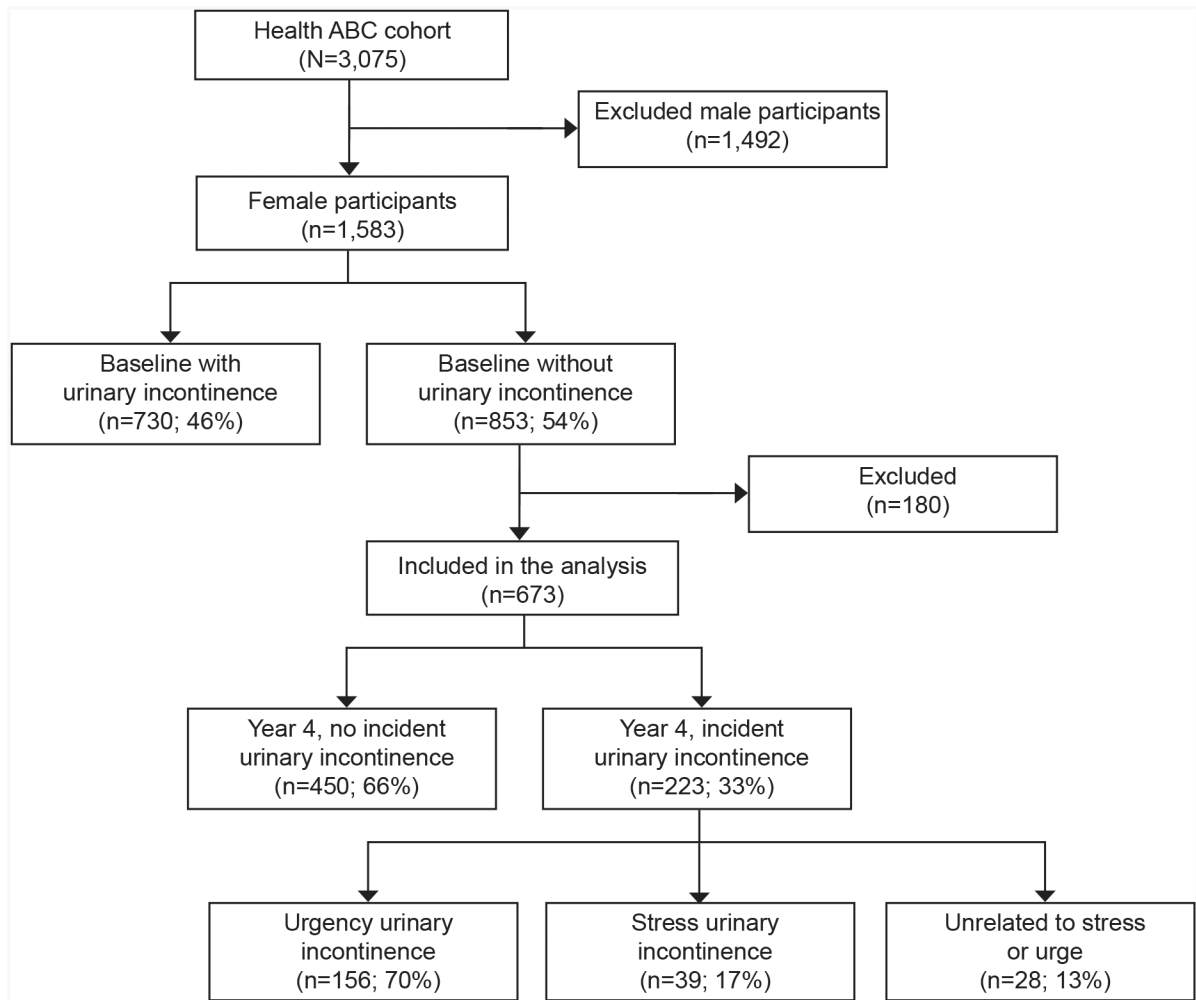 Health ABC cohort
(N=3,075)
Excluded male participants
(n=1,492)
Female participants
(n=1,583)
Baseline with
urinary incontinence
(n=730; 46%)
Baseline without
urinary incontinence
(n=853; 54%)
Excluded
(n=180)
Included in the analysis
(n=673)
Year 4, no incident
urinary incontinence
(n=450; 66%)
Year 4, incident
urinary incontinence
(n=223; 33%)
Urgency urinary
incontinence
(n=156; 70%)
Stress urinary
incontinence
(n=39; 17%)
Unrelated to stress
or urge
(n=28; 13%)